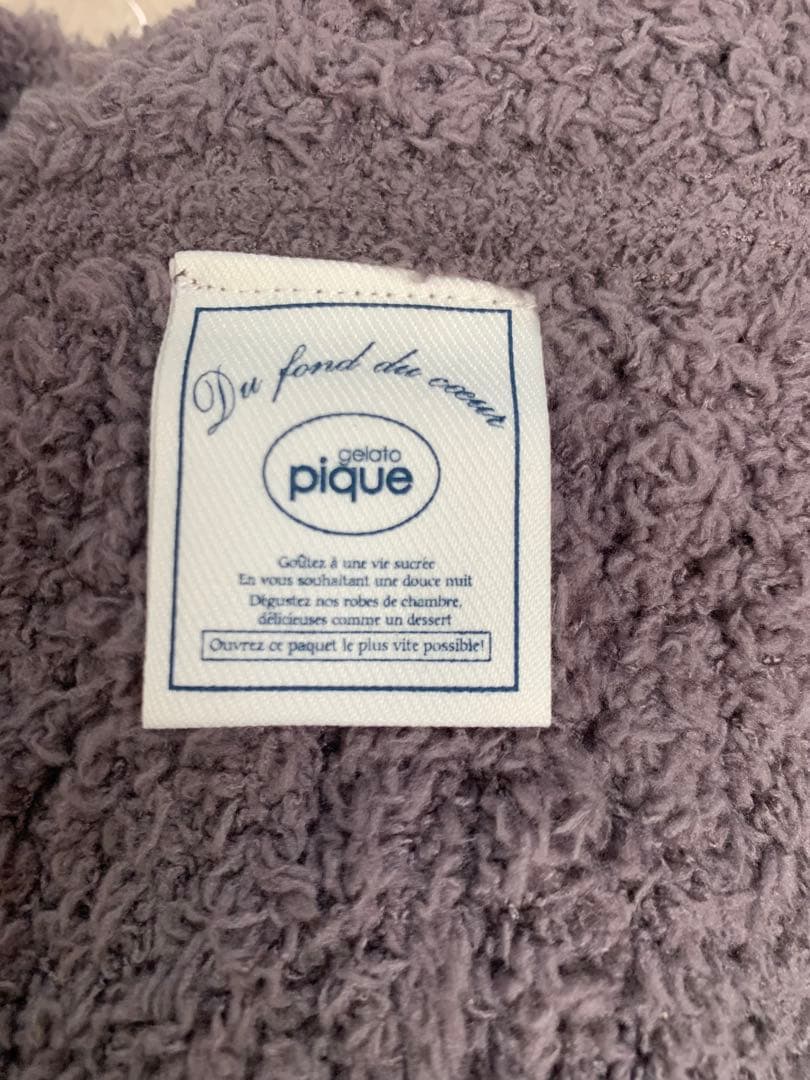 Du fond du cœur
gelato
pique
Goûtez à une vie sucrée
En vous souhaitant une douce nuit
Dégustez nos robes de chambre,
délicieuses comme un dessert
Ouvrez ce paquet le plus vite possible!